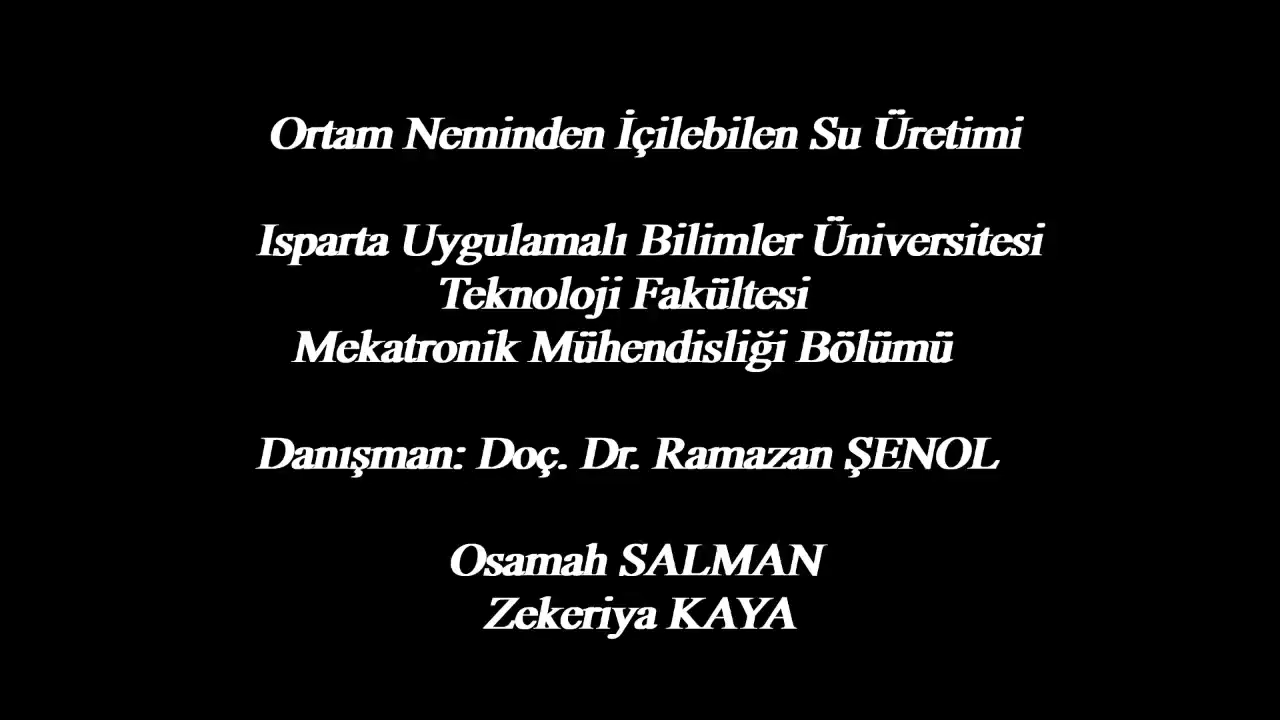 Ortam Neminden İçilebilen Su Üretimi
Isparta Uygulamalı Bilimler Üniversitesi
Teknoloji Fakültesi
Mekatronik Mühendisliği Bölümü
Danışman: Doç. Dr. Ramazan ŞENOL
Osamah SALMAN
Zekeriya KAYA